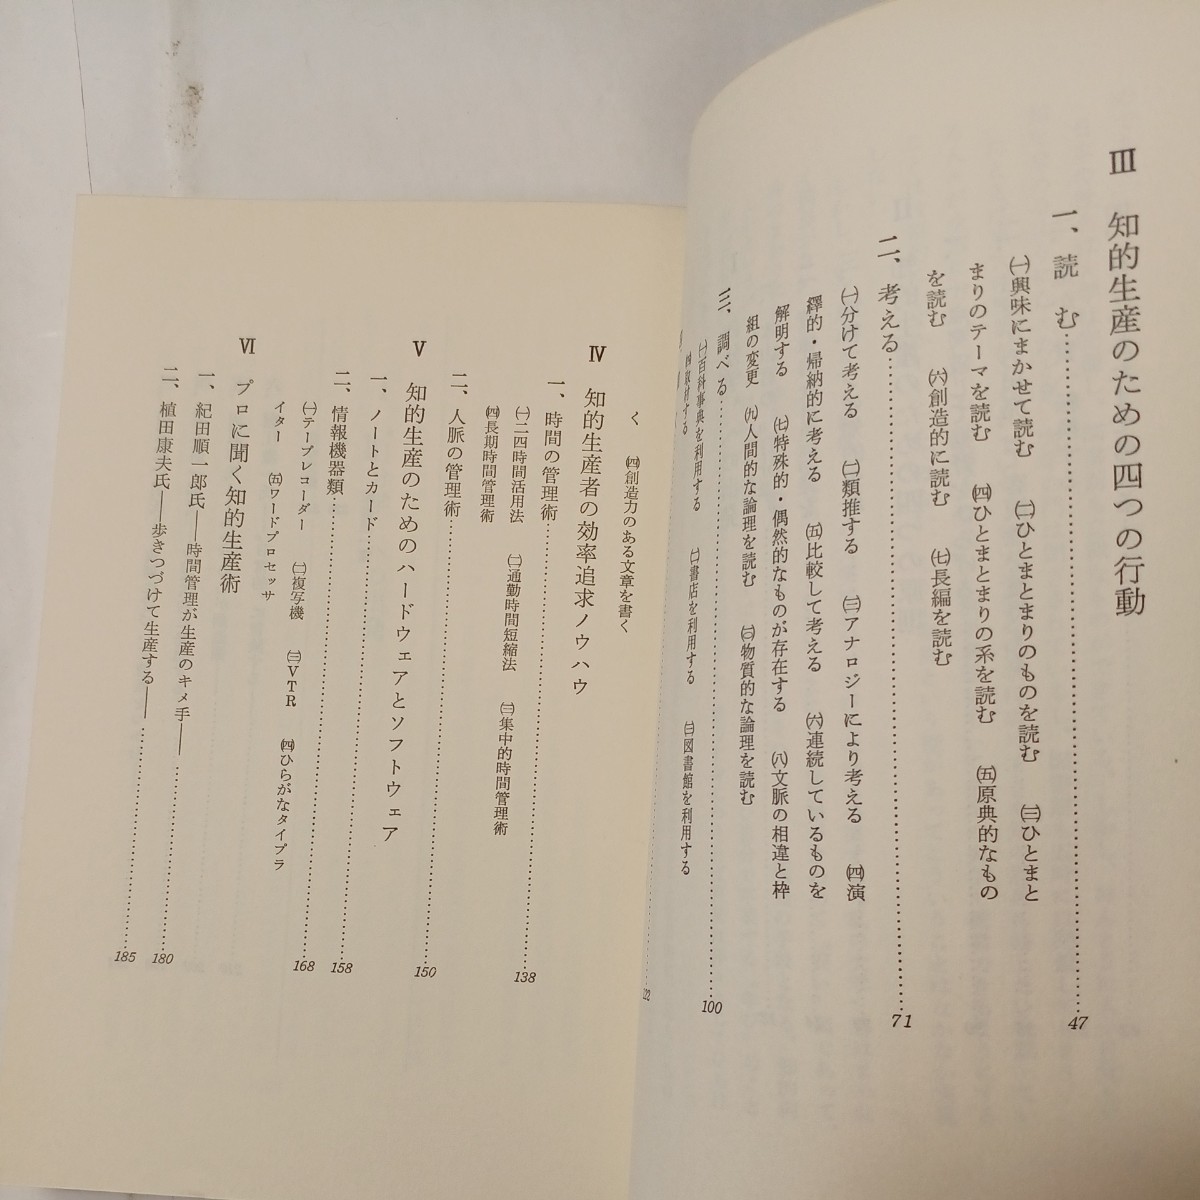 Ⅲ 知的生産のための四つの行動
一、読む……47
㈠興味にまかせて読む ㈡ひとまとまりのものを読む ㈢ひとまと
まりのテーマを読む ㈣ひとまとまりの系を読む ㈤原典的なもの
を読む ㈥創造的に読む ㈦長編を読む
二、考える……71
㈠分けて考える ㈡類推する ㈢アナロジーにより考える ㈣演
繹的・帰納的に考える ㈤比較して考える ㈥連続しているものを
解明する ㈦特殊的・偶然的なものが存在する ㈧文脈の相違と枠
組の変更 ㈨人間的な論理を読む ㈩物質的な論理を読む
三、調べる……100
㈠百科事典を利用する ㈡書店を利用する ㈢図書館を利用する
㈣取材する
く ㈣創造力のある文章を書く
Ⅳ 知的生産者の効率追求ノウハウ
一、時間の管理術……138
㈠二四時間活用法 ㈡通勤時間短縮法 ㈢集中的時間管理術
㈣長期時間管理術
二、人脈の管理術……150
Ⅴ 知的生産のためのハードウェアとソフトウェア
一、ノートとカード……158
二、情報機器類……168
㈠テープレコーダー ㈡複写機 ㈢VTR ㈣ひらがなタイプラ
イター ㈤ワードプロセッサ
Ⅵ プロに聞く知的生産術
一、紀田順一郎氏――時間管理が生産のキメ手――……180
二、植田康夫氏――歩きつづけて生産する――……185